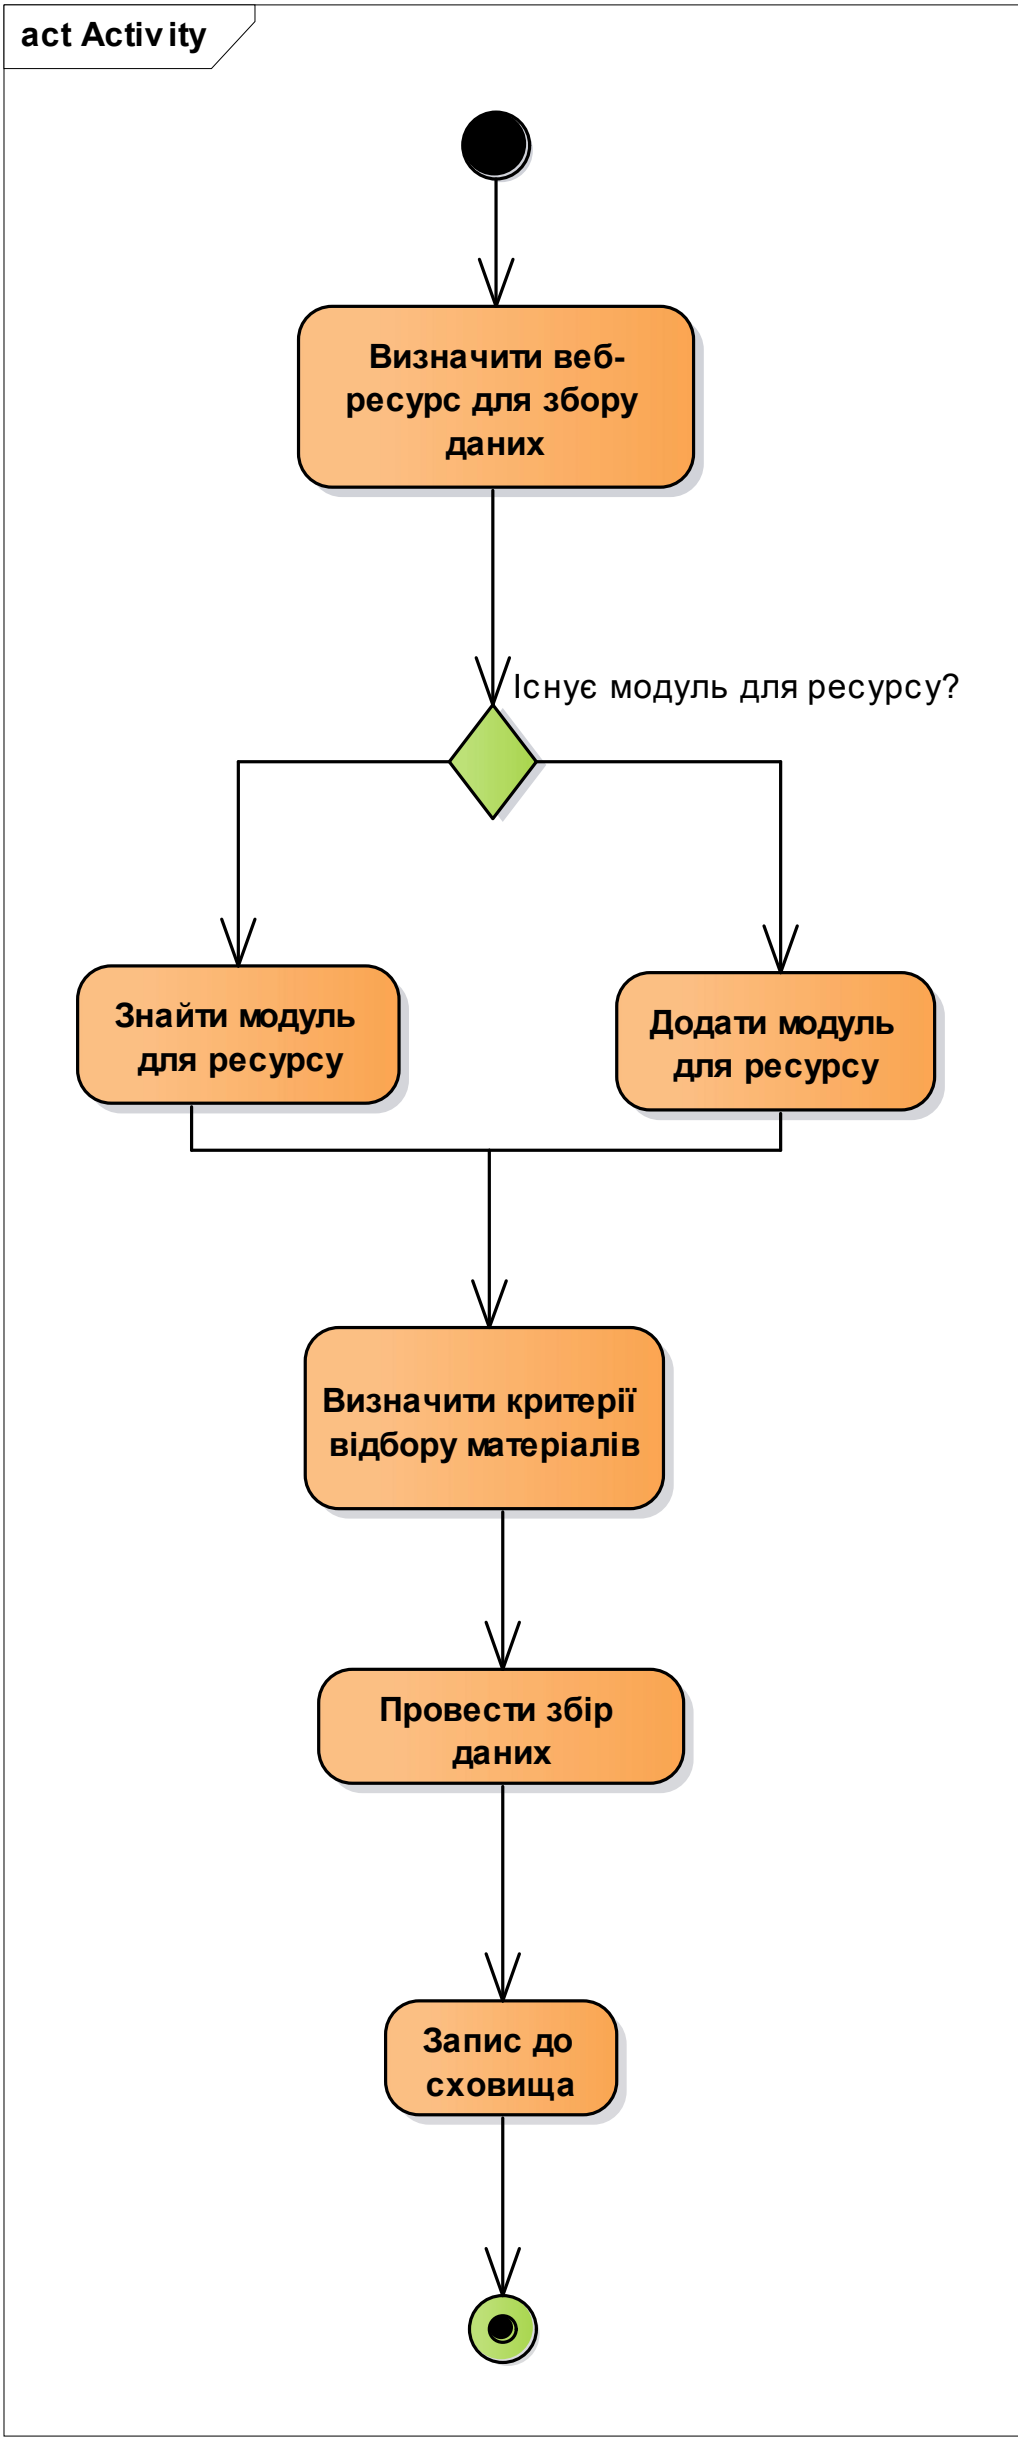 act Activity
Визначити веб-
ресурс для збору
даних
Існує модуль для ресурсу?
Знайти модуль
для ресурсу
Додати модуль
для ресурсу
Визначити критерії
відбору матеріалів
Провести збір
даних
Запис до
сховища